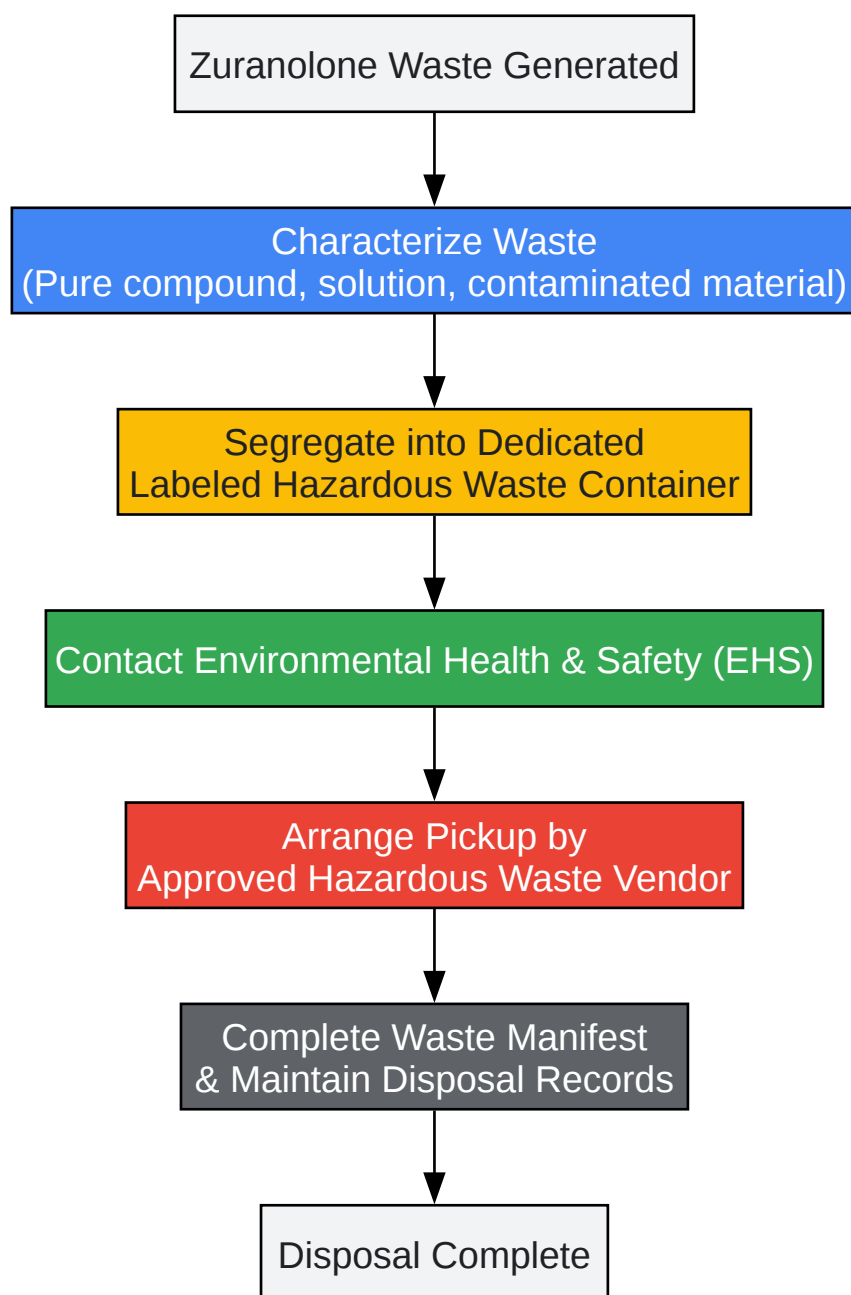 Zuranolone Waste Generated
Characterize Waste
(Pure compound, solution, contaminated material)
Segregate into Dedicated
Labeled Hazardous Waste Container
Contact Environmental Health & Safety (EHS)
Arrange Pickup by
Approved Hazardous Waste Vendor
Complete Waste Manifest
& Maintain Disposal Records
Disposal Complete